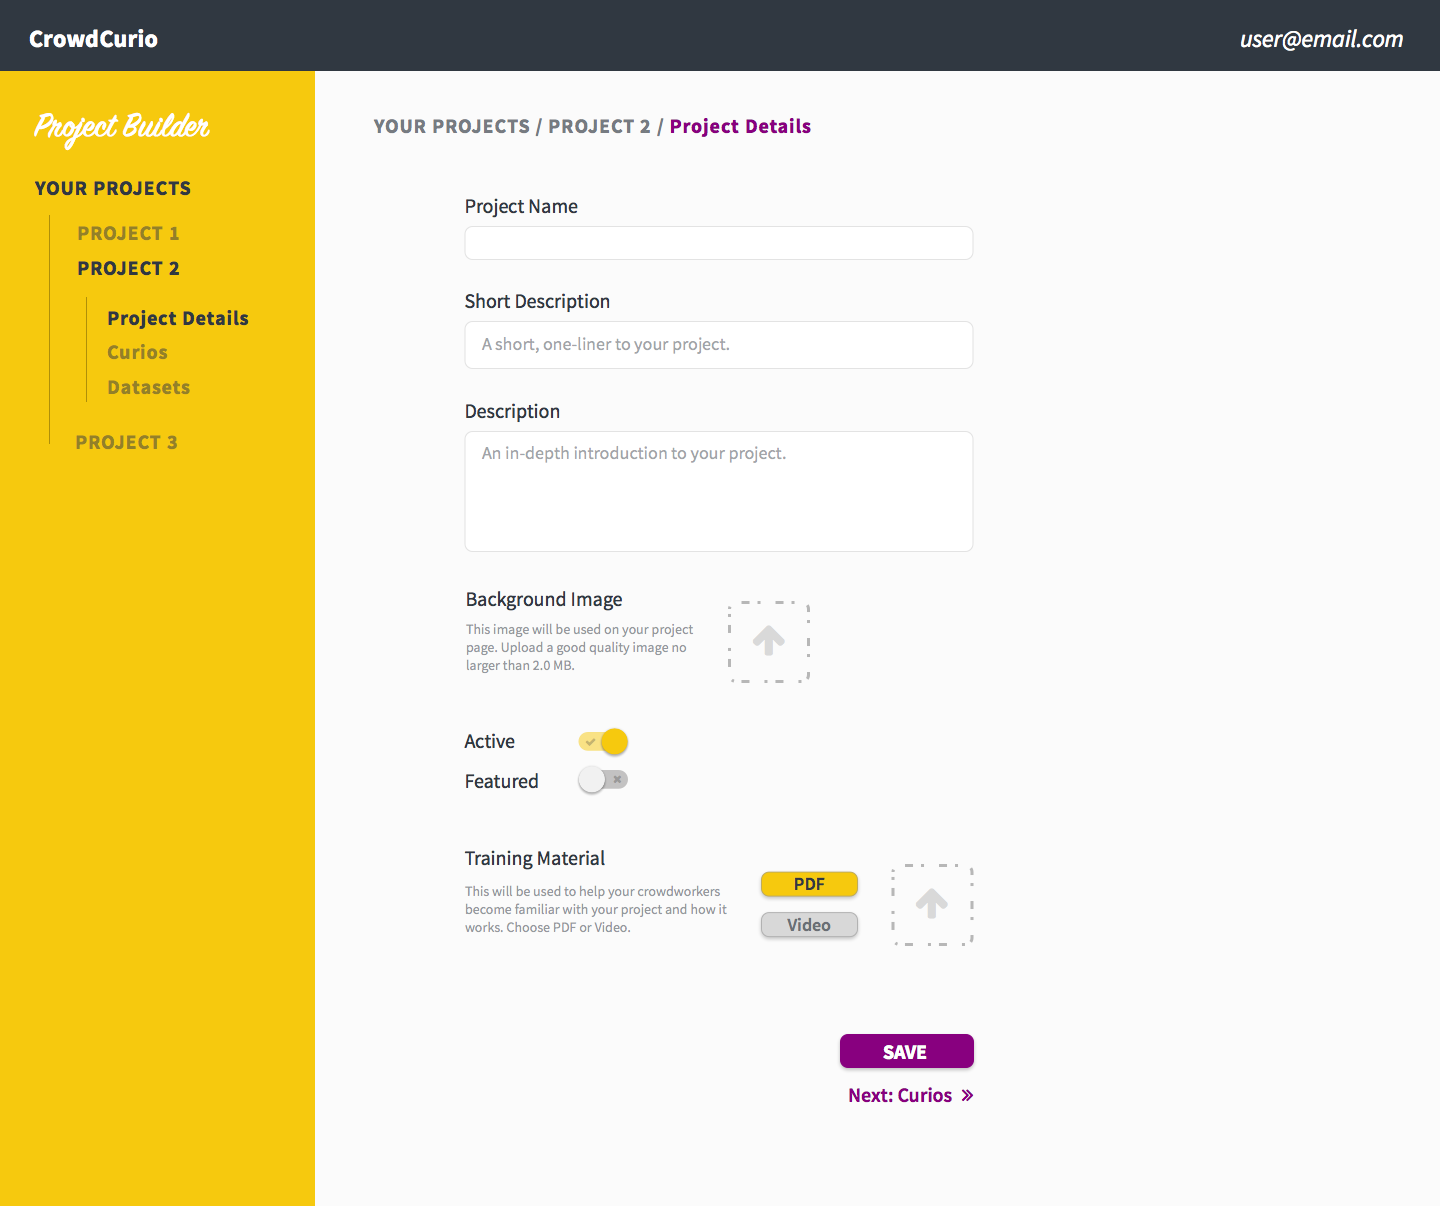 CrowdCurio
user@email.com
Project Builder
YOUR PROJECTS
PROJECT 1
PROJECT 2
Project Details
Curios
Datasets
PROJECT 3
YOUR PROJECTS / PROJECT 2 / Project Details
Project Name
Short Description
A short, one-liner to your project.
Description
An in-depth introduction to your project.
Background Image
This image will be used on your project
page. Upload a good quality image no
larger than 2.0 MB.
Active
Featured
Training Material
This will be used to help your crowdworkers
become familiar with your project and how it
works. Choose PDF or Video.
PDF
Video
SAVE
Next: Curios »